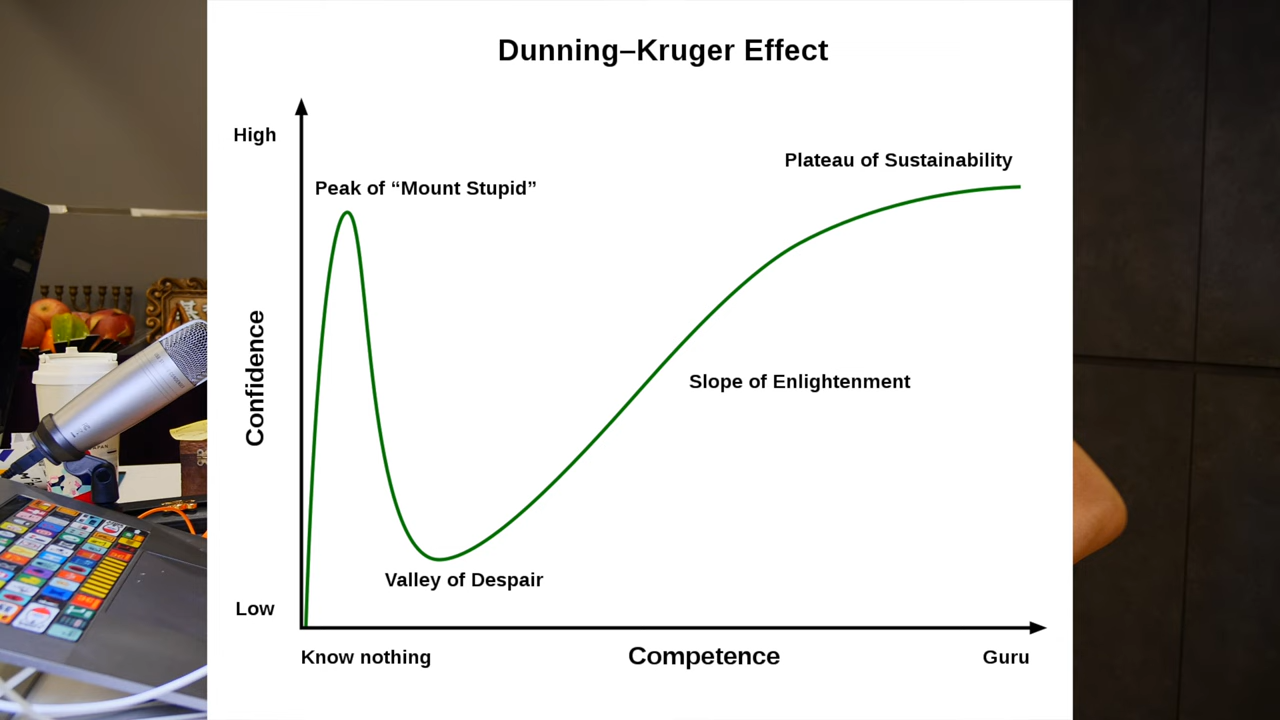 Dunning–Kruger Effect
High
Plateau of Sustainability
Peak of “Mount Stupid”
Confidence
Slope of Enlightenment
Valley of Despair
Low
Know nothing
Competence
Guru